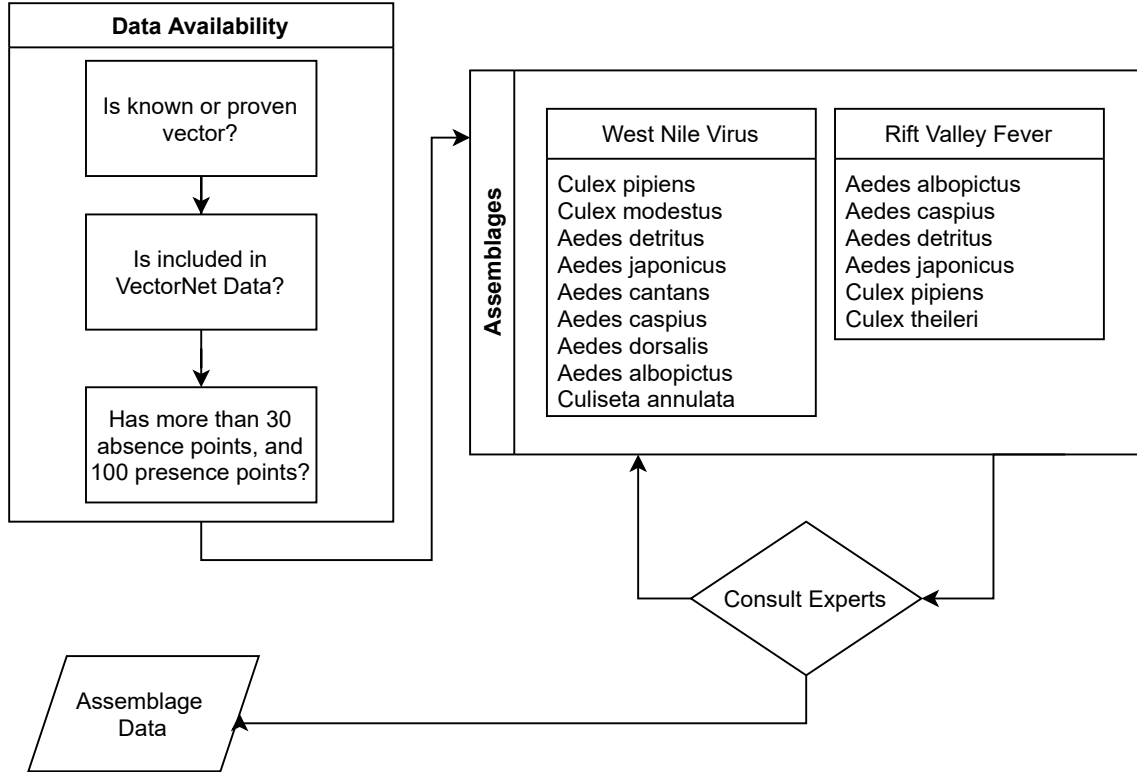 Data Availability
Is known or proven
vector?
Is included in
VectorNet Data?
Has more than 30
absence points, and
100 presence points?
Assemblages
West Nile Virus
Culex pipiens
Culex modestus
Aedes detritus
Aedes japonicus
Aedes cantans
Aedes caspius
Aedes dorsalis
Aedes albopictus
Culiseta annulata
Rift Valley Fever
Aedes albopictus
Aedes caspius
Aedes detritus
Aedes japonicus
Culex pipiens
Culex theileri
Consult Experts
Assemblage
Data